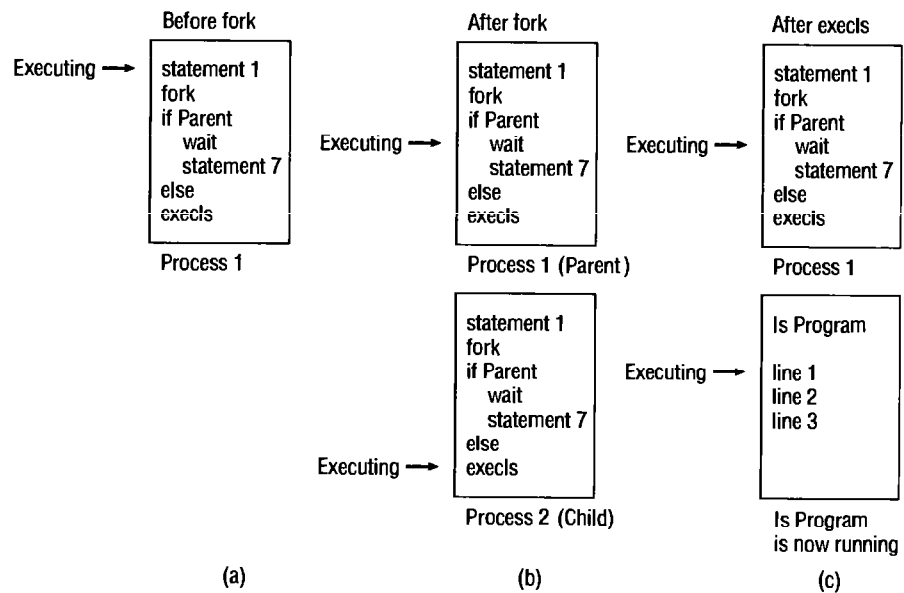 Before fork
Executing →
statement 1
fork
if Parent
wait
statement 7
else
execls
Process 1
(a)
After fork
Executing →
statement 1
fork
if Parent
wait
statement 7
else
execls
Process 1 (Parent)
statement 1
fork
if Parent
wait
statement 7
else
Executing →
execls
Process 2 (Child)
(b)
After execls
statement 1
fork
if Parent
Executing →
wait
statement 7
else
execls
Process 1
ls Program
Executing →
line 1
line 2
line 3
ls Program
is now running
(c)